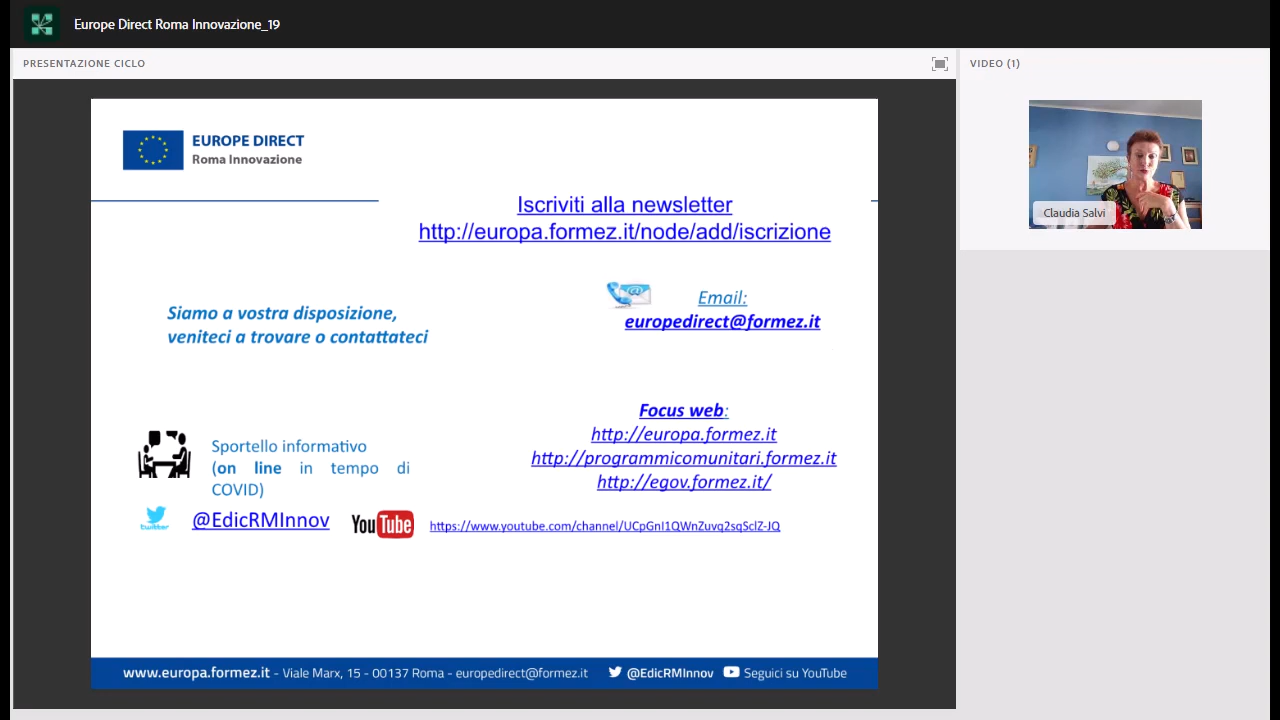 Europe Direct Roma Innovazione_19
PRESENTAZIONE CICLO
VIDEO (1)
EUROPE DIRECT
Roma Innovazione
Iscriviti alla newsletter
http://europa.formez.it/node/add/iscrizione
Siamo a vostra disposizione,
veniteci a trovare o contattateci
Email:
europedirect@formez.it
Focus web:
http://europa.formez.it
http://programmicomunitari.formez.it
http://egov.formez.it/
Sportello informativo
(on line in tempo di
COVID)
twitter
@EdicRMInnov
YouTube
https://www.youtube.com/channel/UCpGnI1QWnZuvq2sqSclZ-JQ
www.europa.formez.it - Viale Marx, 15 - 00137 Roma - europedirect@formez.it @EdicRMInnov Seguici su YouTube
Claudia Salvi